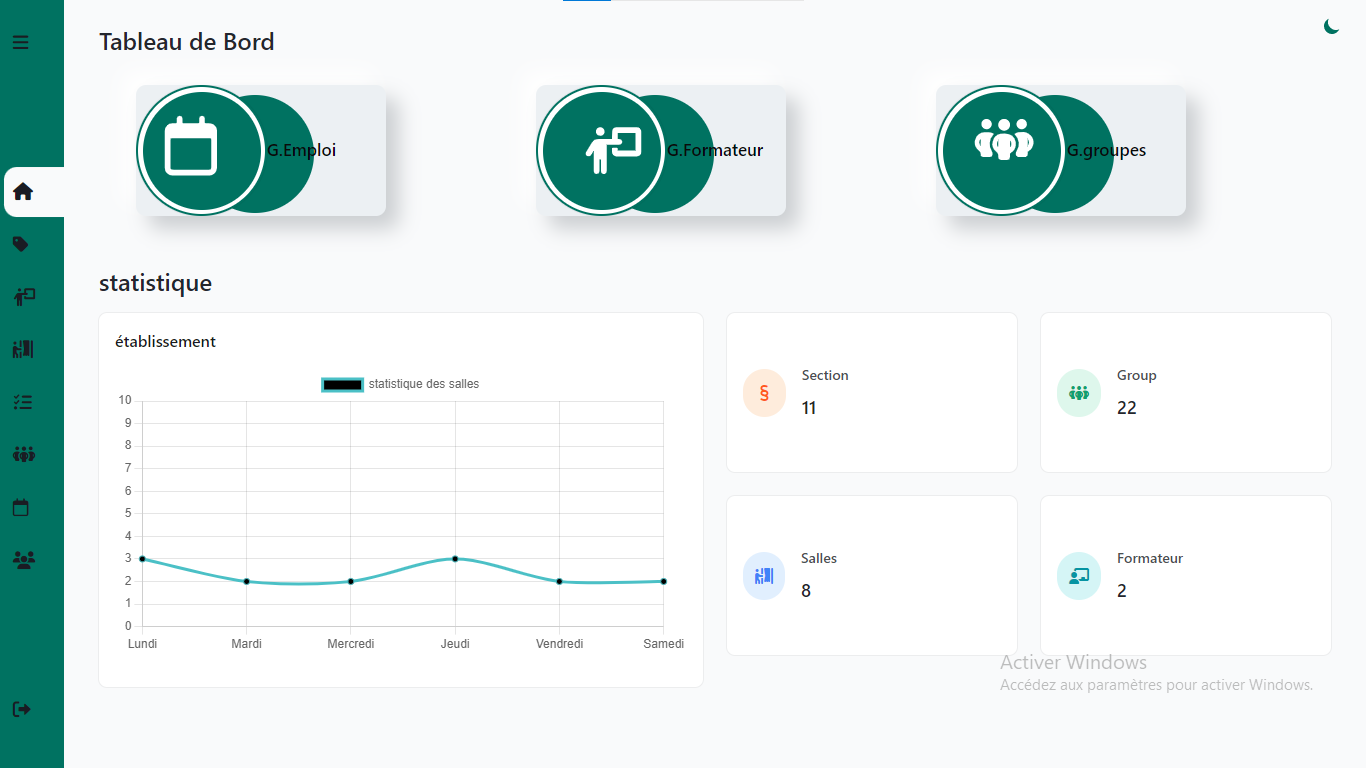 Tableau de Bord
G.Emploi
G.Formateur
G.groupes
statistique
établissement
statistique des salles
10
9
8
7
6
5
4
3
2
1
0
Lundi Mardi Mercredi Jeudi Vendredi Samedi
§
Section
11
Group
22
Salles
8
Formateur
2
Activer Windows
Accédez aux paramètres pour activer Windows.